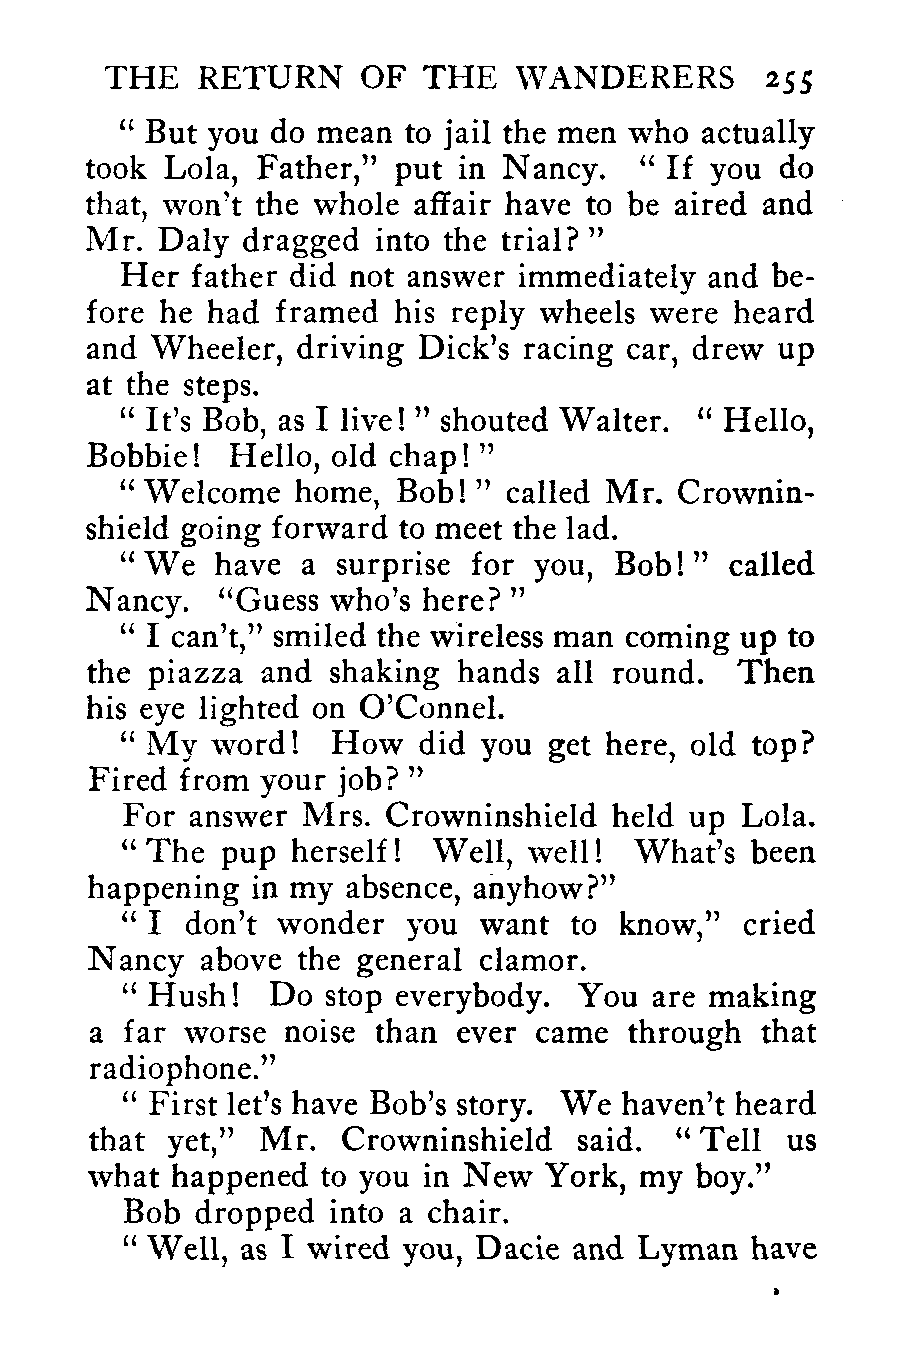 THE RETURN OF THE WANDERERS 255
“ But you do mean to jail the men who actually
took Lola, Father,” put in Nancy. “ If you do
that, won’t the whole affair have to be aired and
Mr. Daly dragged into the trial? ”
Her father did not answer immediately and be-
fore he had framed his reply wheels were heard
and Wheeler, driving Dick’s racing car, drew up
at the steps.
“ It’s Bob, as I live! ” shouted Walter. “ Hello,
Bobbie! Hello, old chap! ”
“ Welcome home, Bob! ” called Mr. Crownin-
shield going forward to meet the lad.
“ We have a surprise for you, Bob! ” called
Nancy. “Guess who’s here? ”
“ I can’t,” smiled the wireless man coming up to
the piazza and shaking hands all round. Then
his eye lighted on O’Connel.
“ My word! How did you get here, old top?
Fired from your job? ”
For answer Mrs. Crowninshield held up Lola.
“ The pup herself! Well, well! What’s been
happening in my absence, anyhow?”
“ I don’t wonder you want to know,” cried
Nancy above the general clamor.
“ Hush! Do stop everybody. You are making
a far worse noise than ever came through that
radiophone.”
“ First let’s have Bob’s story. We haven’t heard
that yet,” Mr. Crowninshield said. “ Tell us
what happened to you in New York, my boy.”
Bob dropped into a chair.
“ Well, as I wired you, Dacie and Lyman have